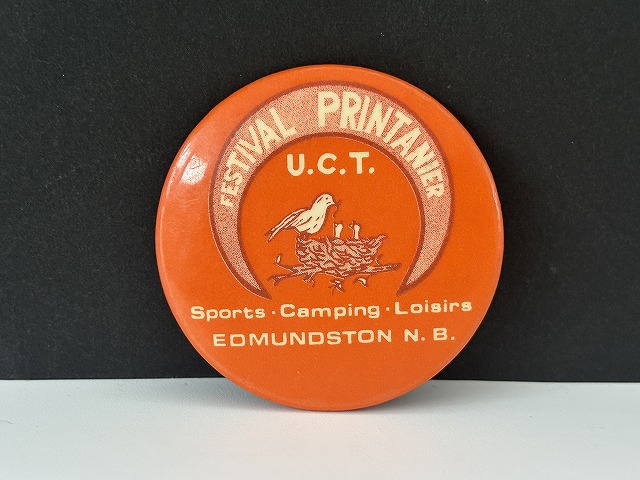 FESTIVAL PRINTANIER
U.C.T.
Sports · Camping · Loisirs
EDMUNDSTON N.B.